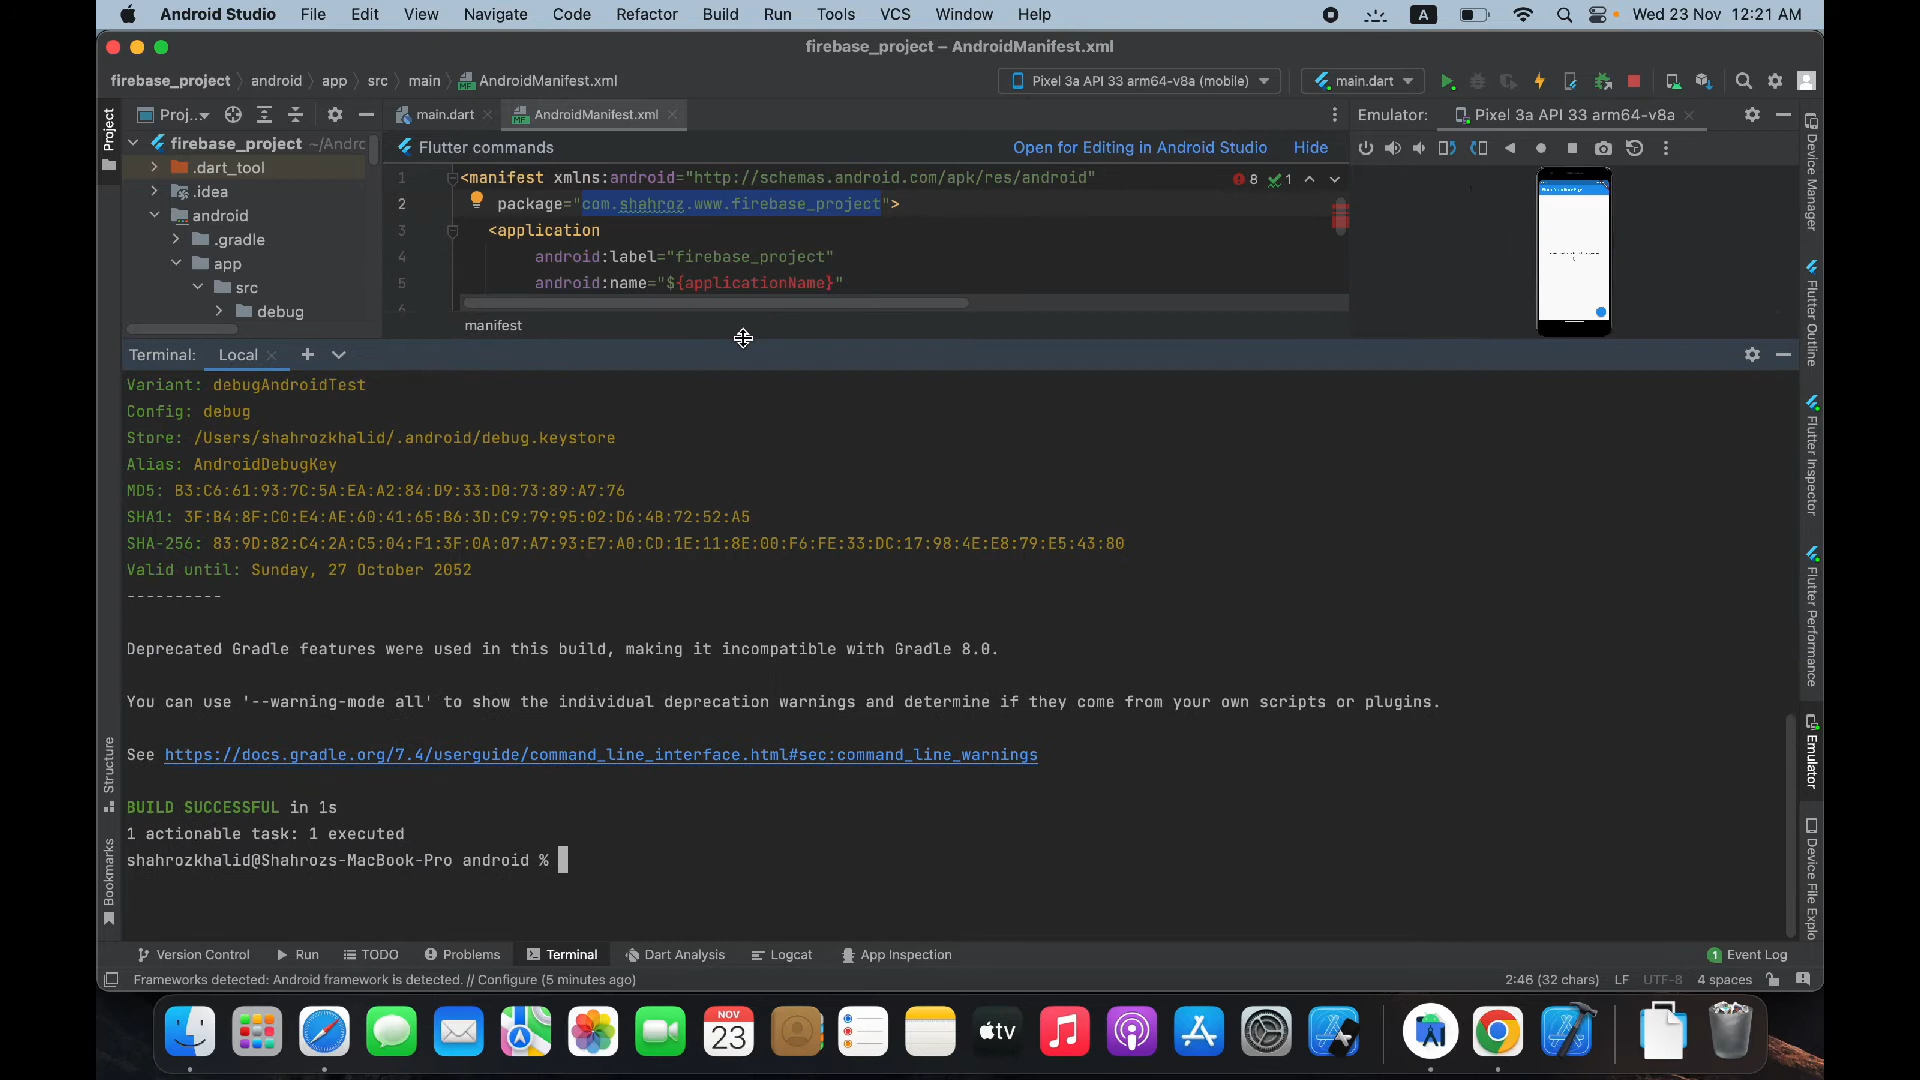 Android Studio File Edit View Navigate Code Refactor Build Run Tools VCS Window Help A Wed 23 Nov 12:21 AM
firebase_project – AndroidManifest.xml
firebase_project android app src main AndroidManifest.xml Pixel 3a API 33 arm64-v8a (mobile) main.dart
Project
Proj... main.dart AndroidManifest.xml Emulator: Pixel 3a API 33 arm64-v8a
firebase_project ~/Andro
Flutter commands Open for Editing in Android Studio Hide
.dart_tool
.idea
android
.gradle
app
src
debug
1 <manifest xmlns:android="http://schemas.android.com/apk/res/android" 8 1
2 package="com.shahroz.www.firebase_project">
3 <application
4 android:label="firebase_project"
5 android:name="${applicationName}"
6
manifest
Terminal: Local
Variant: debugAndroidTest
Config: debug
Store: /Users/shahrozkhalid/.android/debug.keystore
Alias: AndroidDebugKey
MD5: B3:C6:61:93:7C:5A:EA:A2:84:D9:33:D0:73:89:A7:76
SHA1: 3F:B4:8F:C0:E4:AE:60:41:65:B6:3D:C9:79:95:02:D6:4B:72:52:A5
SHA-256: 83:9D:82:C4:2A:C5:04:F1:3F:0A:07:A7:93:E7:A0:CD:1E:11:8E:00:F6:FE:33:DC:17:98:4E:E8:79:E5:43:80
Valid until: Sunday, 27 October 2052
----------
Deprecated Gradle features were used in this build, making it incompatible with Gradle 8.0.
You can use '--warning-mode all' to show the individual deprecation warnings and determine if they come from your own scripts or plugins.
See https://docs.gradle.org/7.4/userguide/command_line_interface.html#sec:command_line_warnings
BUILD SUCCESSFUL in 1s
1 actionable task: 1 executed
shahrozkhalid@Shahrozs-MacBook-Pro android %
Structure
Bookmarks
Device Manager
Flutter Outline
Flutter Inspector
Flutter Performance
Emulator
Device File Explo
Version Control Run TODO Problems Terminal Dart Analysis Logcat App Inspection 1 Event Log
Frameworks detected: Android framework is detected. // Configure (5 minutes ago) 2:46 (32 chars) LF UTF-8 4 spaces
NOV
23
tv